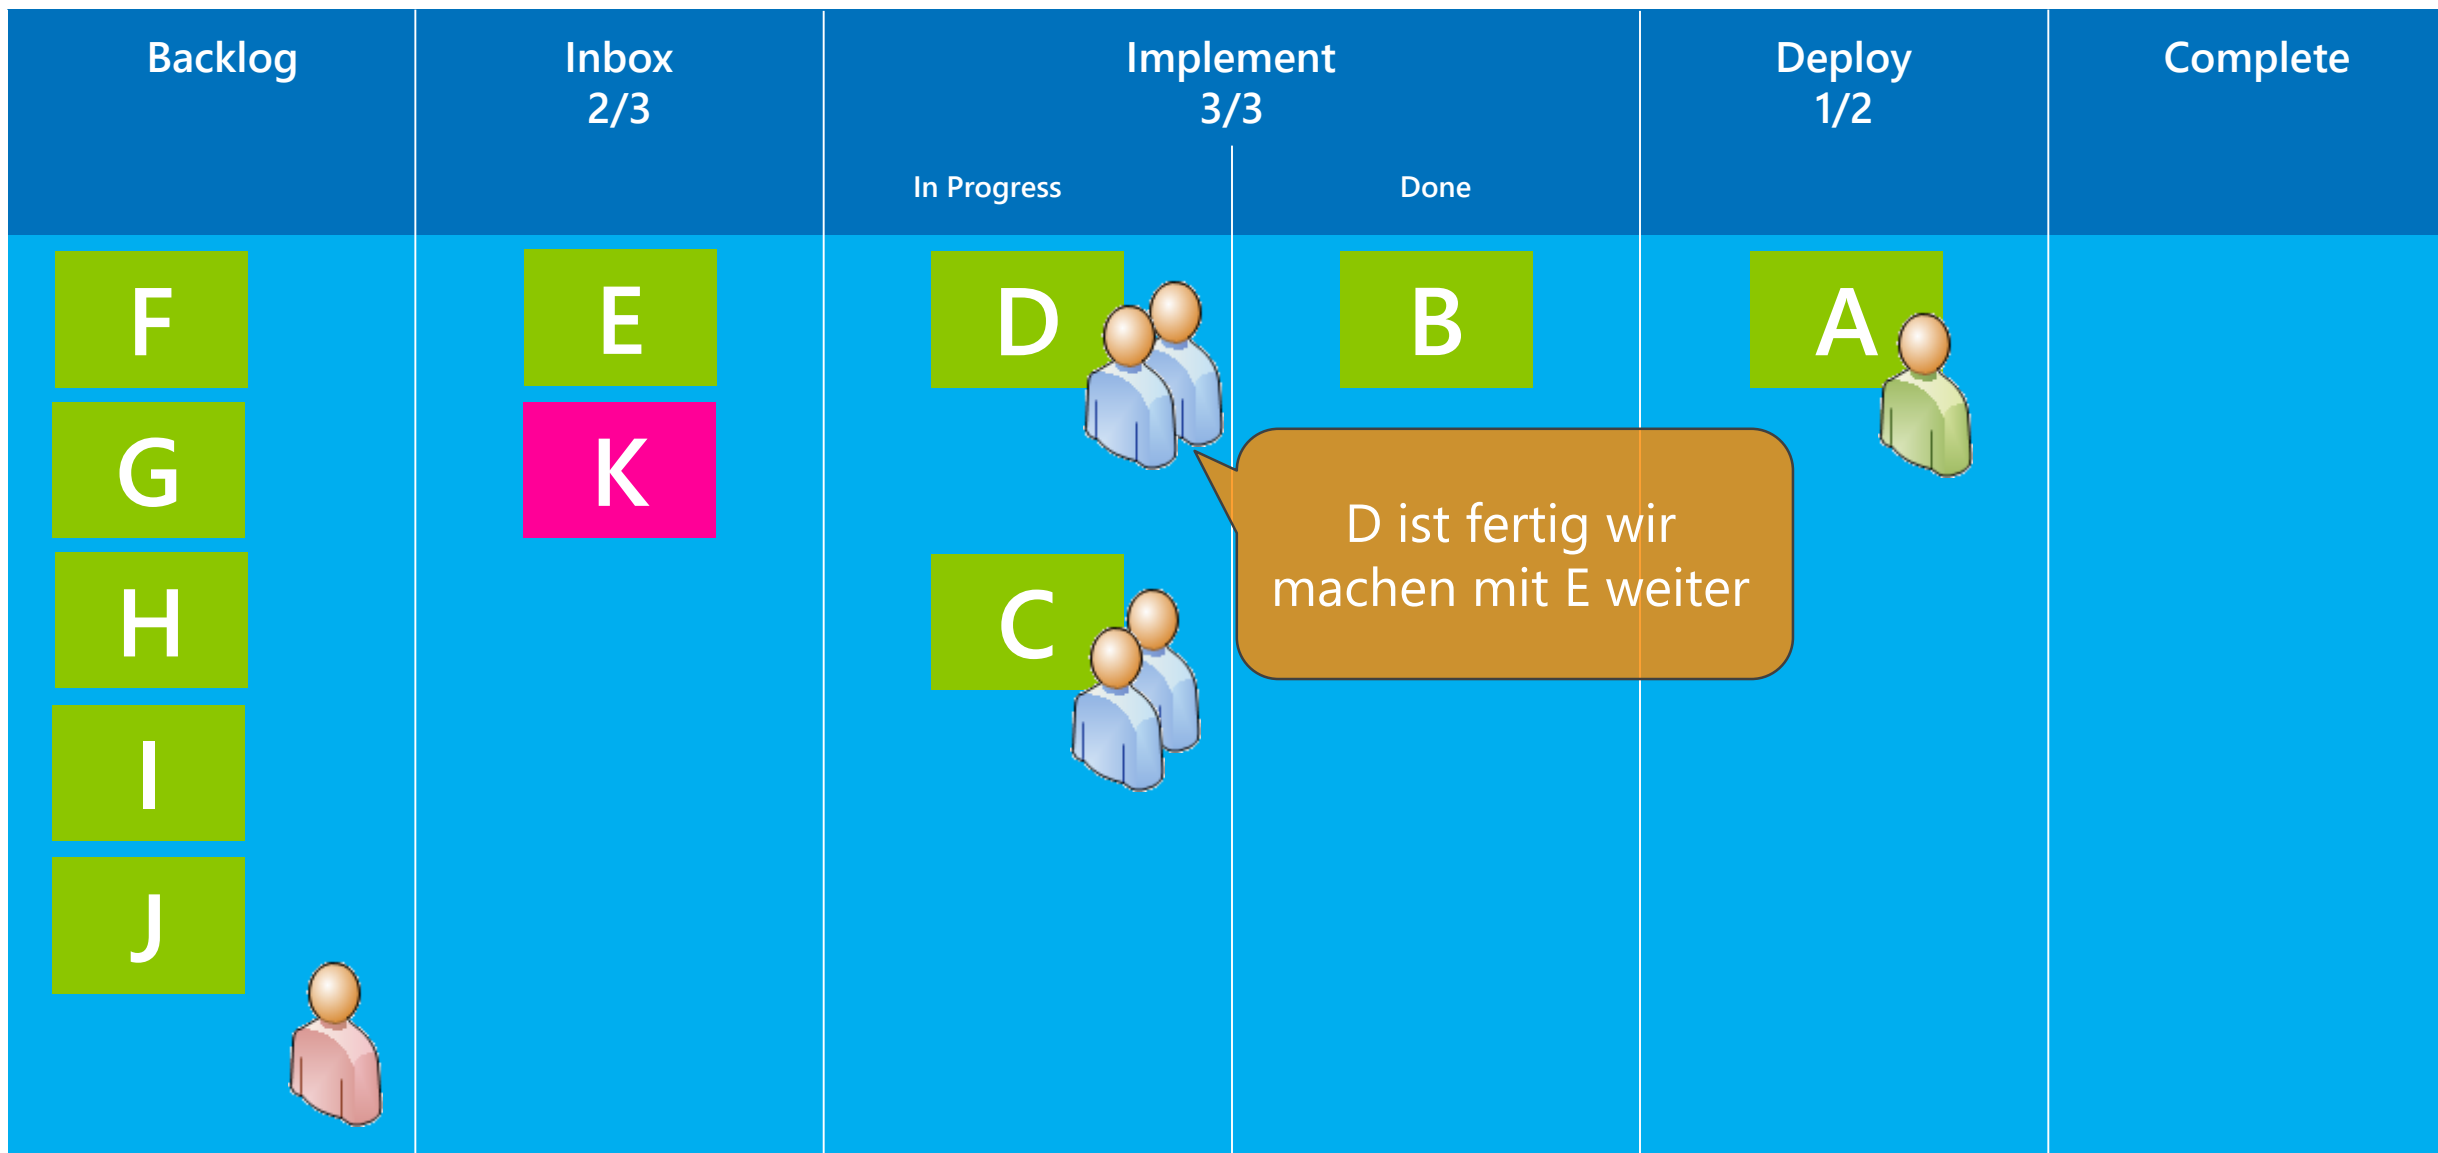 Backlog
Inbox
2/3
Implement
3/3
In Progress
Done
Deploy
1/2
Complete
F
G
H
I
J
E
K
D
C
B
A
D ist fertig wir
machen mit E weiter